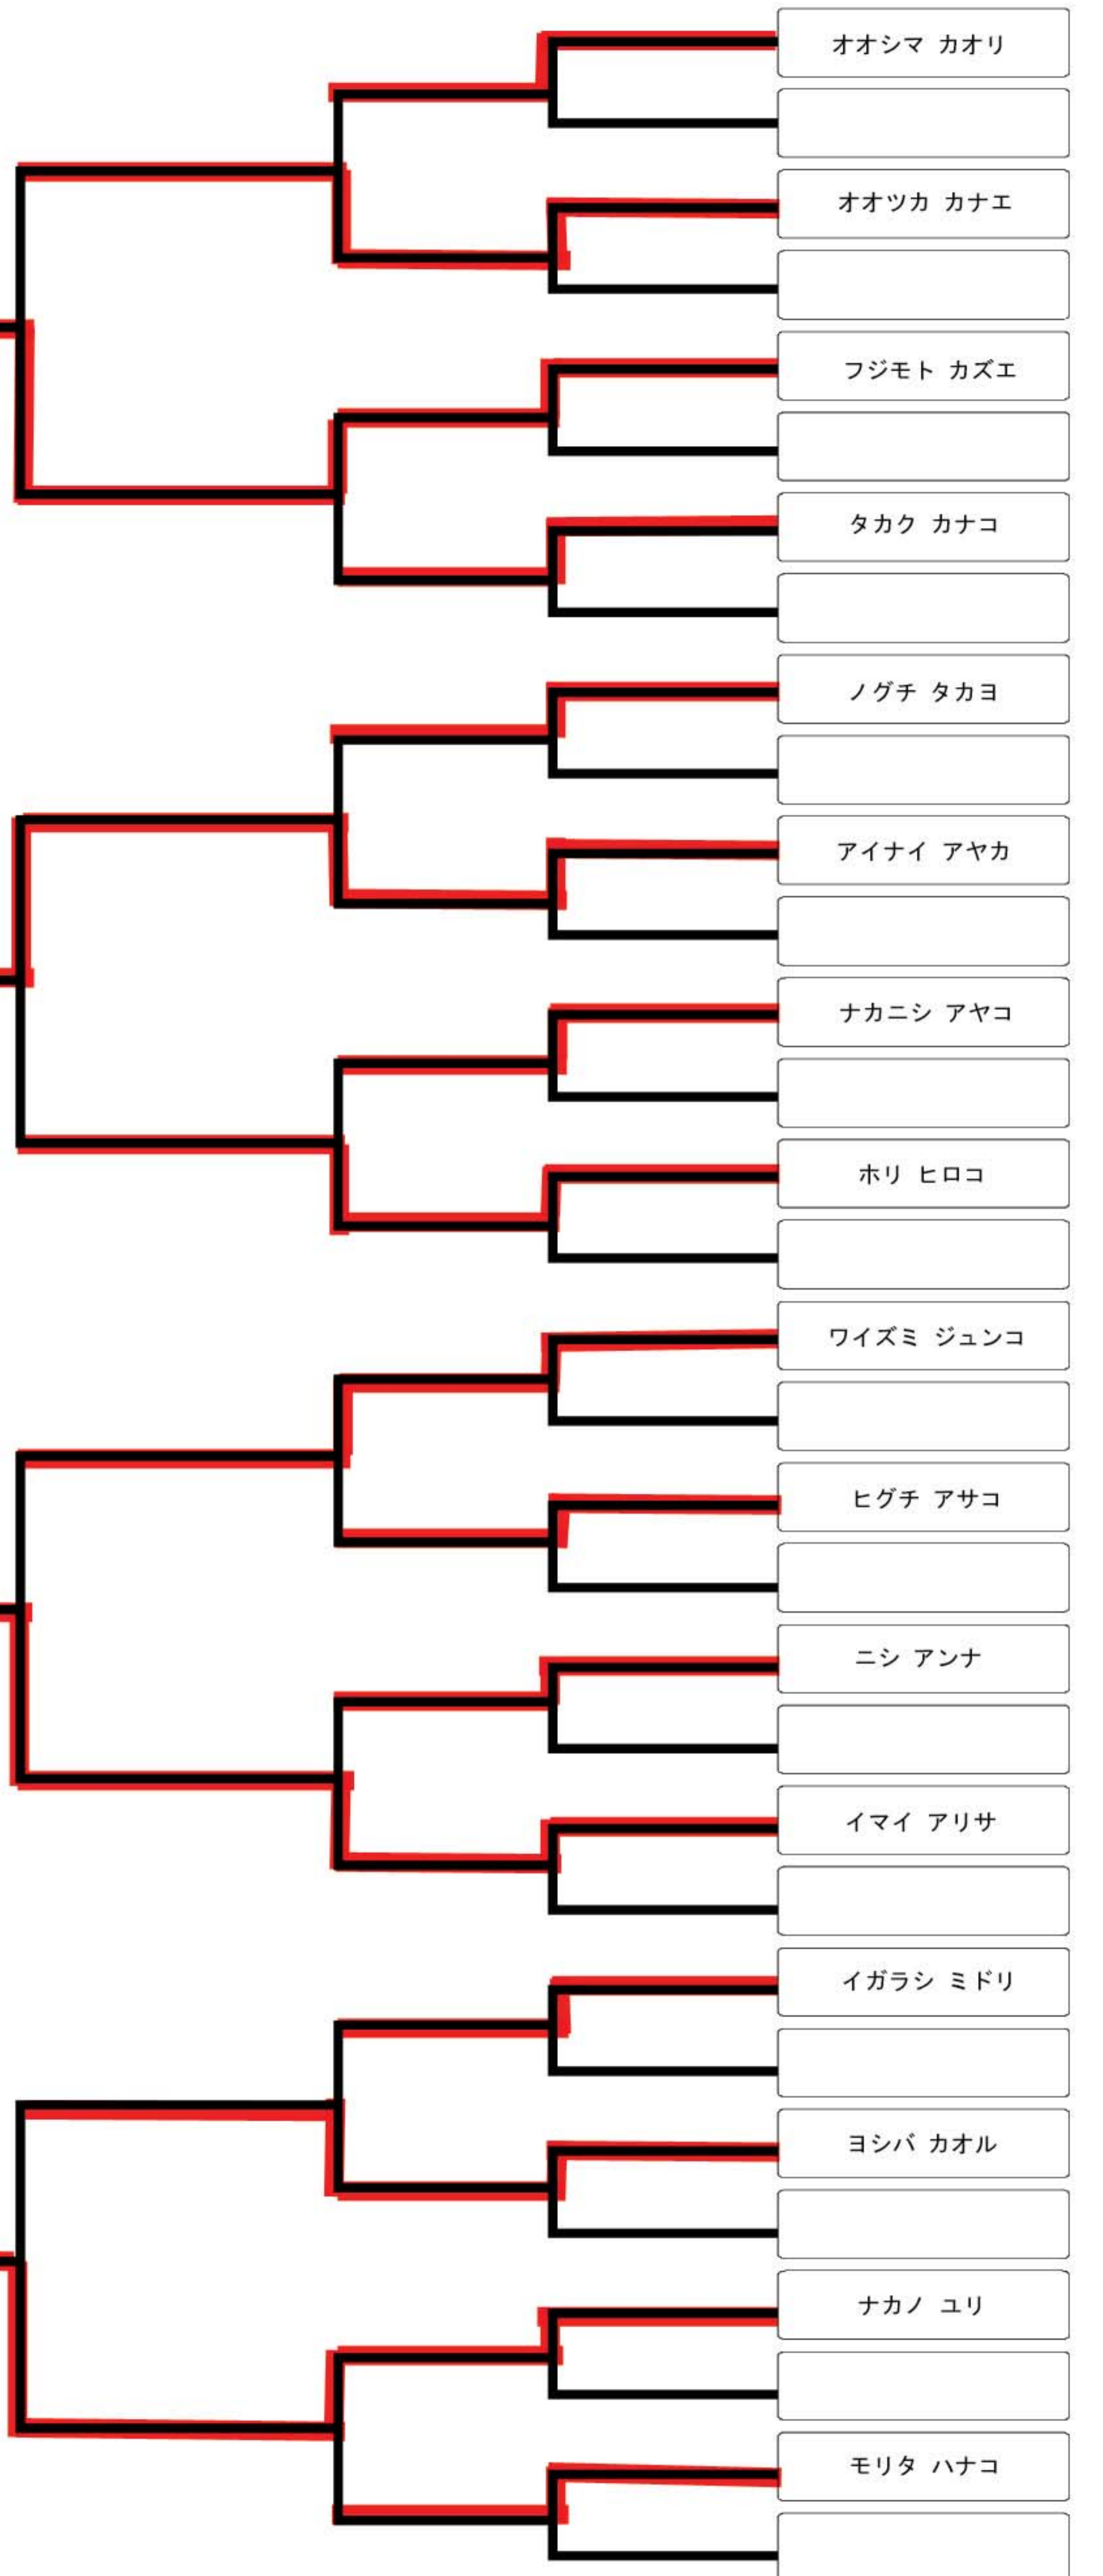 オオシマ カオリ
オオツカ カナエ
フジモト カズエ
タカク カナコ
ノグチ タカヨ
アイナイ アヤカ
ナカニシ アヤコ
ホリ ヒロコ
ワイズミ ジュンコ
ヒグチ アサコ
ニシ アンナ
イマイ アリサ
イガラシ ミドリ
ヨシバ カオル
ナカノ ユリ
モリタ ハナコ